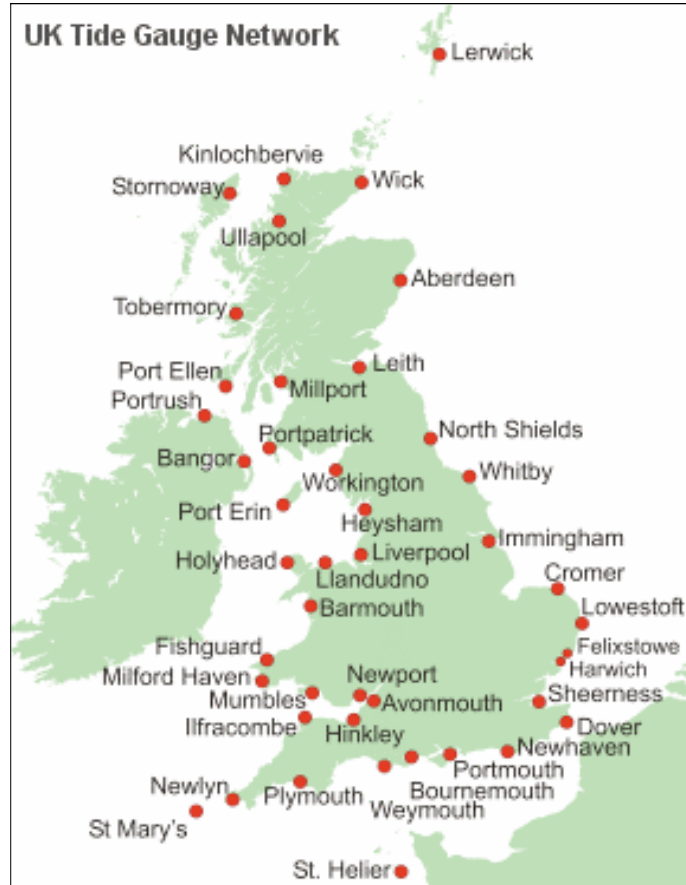 UK Tide Gauge Network
Lerwick
Kinlochbervie
Stornoway
Wick
Ullapool
Aberdeen
Tobermory
Leith
Port Ellen
Millport
Portrush
Portpatrick
North Shields
Bangor
Workington
Whitby
Port Erin
Heysham
Immingham
Holyhead
Liverpool
Llandudno
Cromer
Barmouth
Lowestoft
Fishguard
Felixstowe
Harwich
Milford Haven
Newport
Mumbles
Avonmouth
Sheerness
Ilfracombe
Hinkley
Dover
Newhaven
Portmouth
Newlyn
Plymouth
Bournemouth
Weymouth
St Mary's
St. Helier